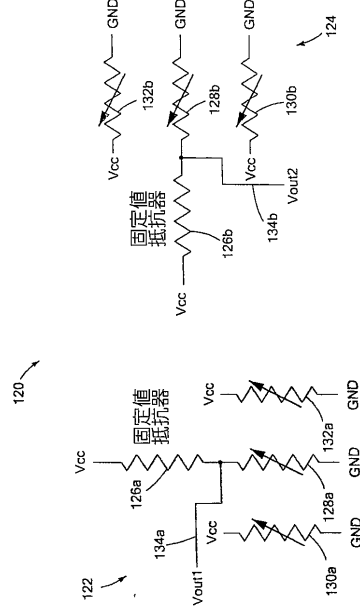 120
122
Vcc
固定値
抵抗器
126a
134a
Vout1
Vcc
Vcc
130a
128a
132a
GND
GND
GND
Vcc
132b
GND
固定値
抵抗器
Vcc
126b
128b
GND
Vcc
130b
GND
134b
Vout2
124